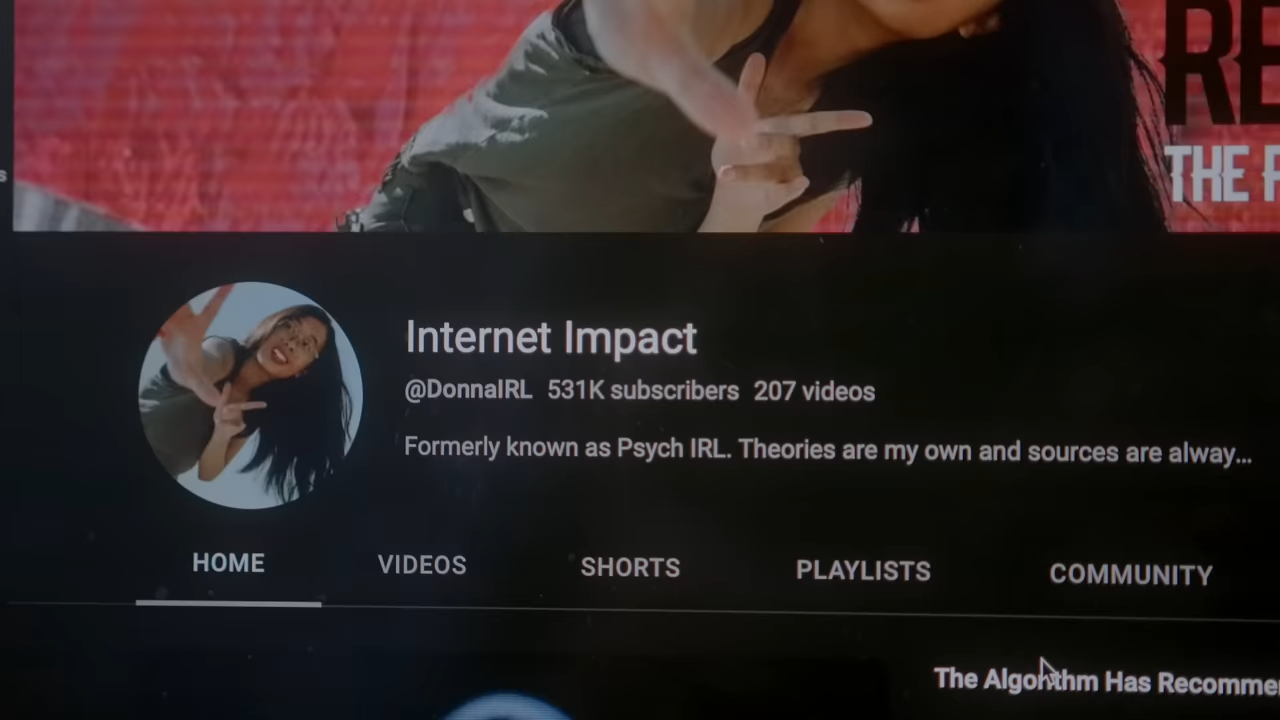 RE
THE
s
Internet Impact
@DonnaIRL 531K subscribers 207 videos
Formerly known as Psych IRL. Theories are my own and sources are alway...
HOME VIDEOS SHORTS PLAYLISTS COMMUNITY
The Algorithm Has Recomme